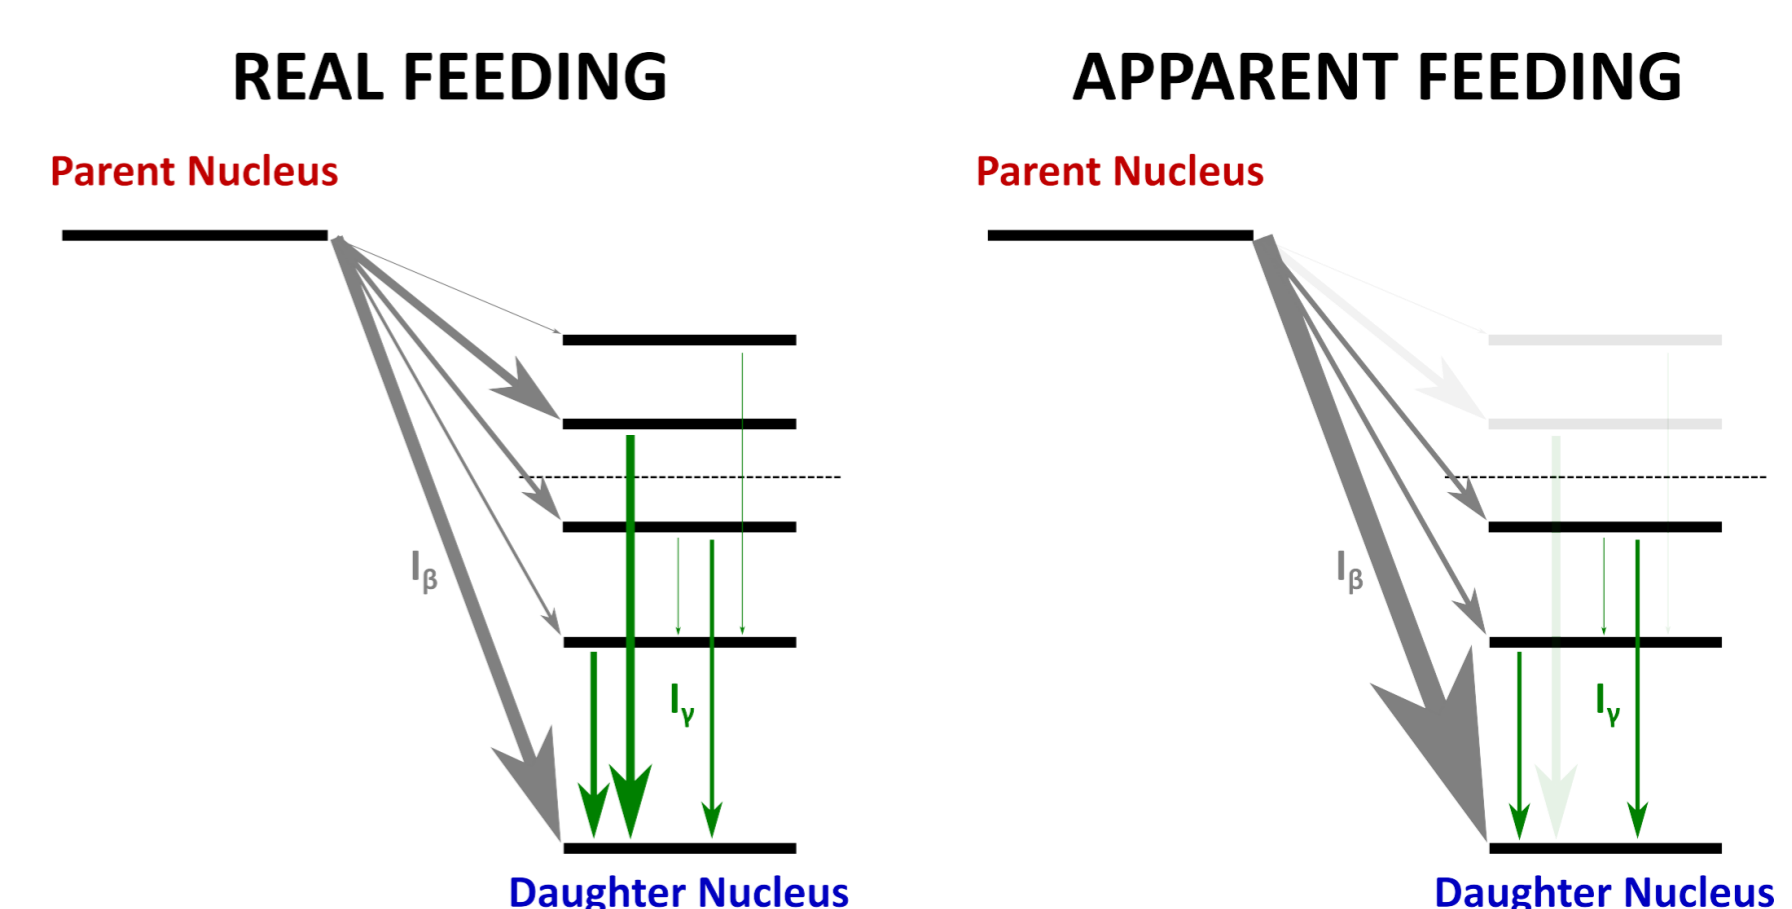 REAL FEEDING
Parent Nucleus
Iβ
Iγ
Daughter Nucleus
APPARENT FEEDING
Parent Nucleus
Iβ
Iγ
Daughter Nucleus